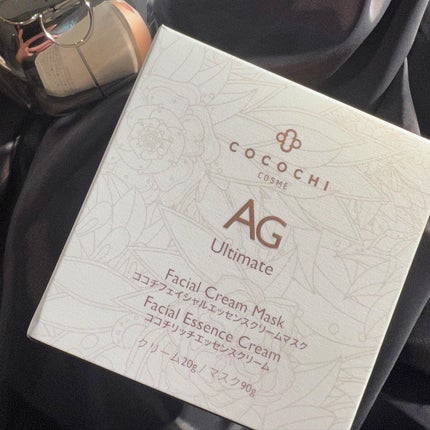 COCOCHI
COSME
AG
Ultimate
Facial Cream Mask
ココチフェイシャルエッセンスクリームマスク
Facial Essence Cream
ココチリッチエッセンスクリーム
クリーム20g / マスク90g